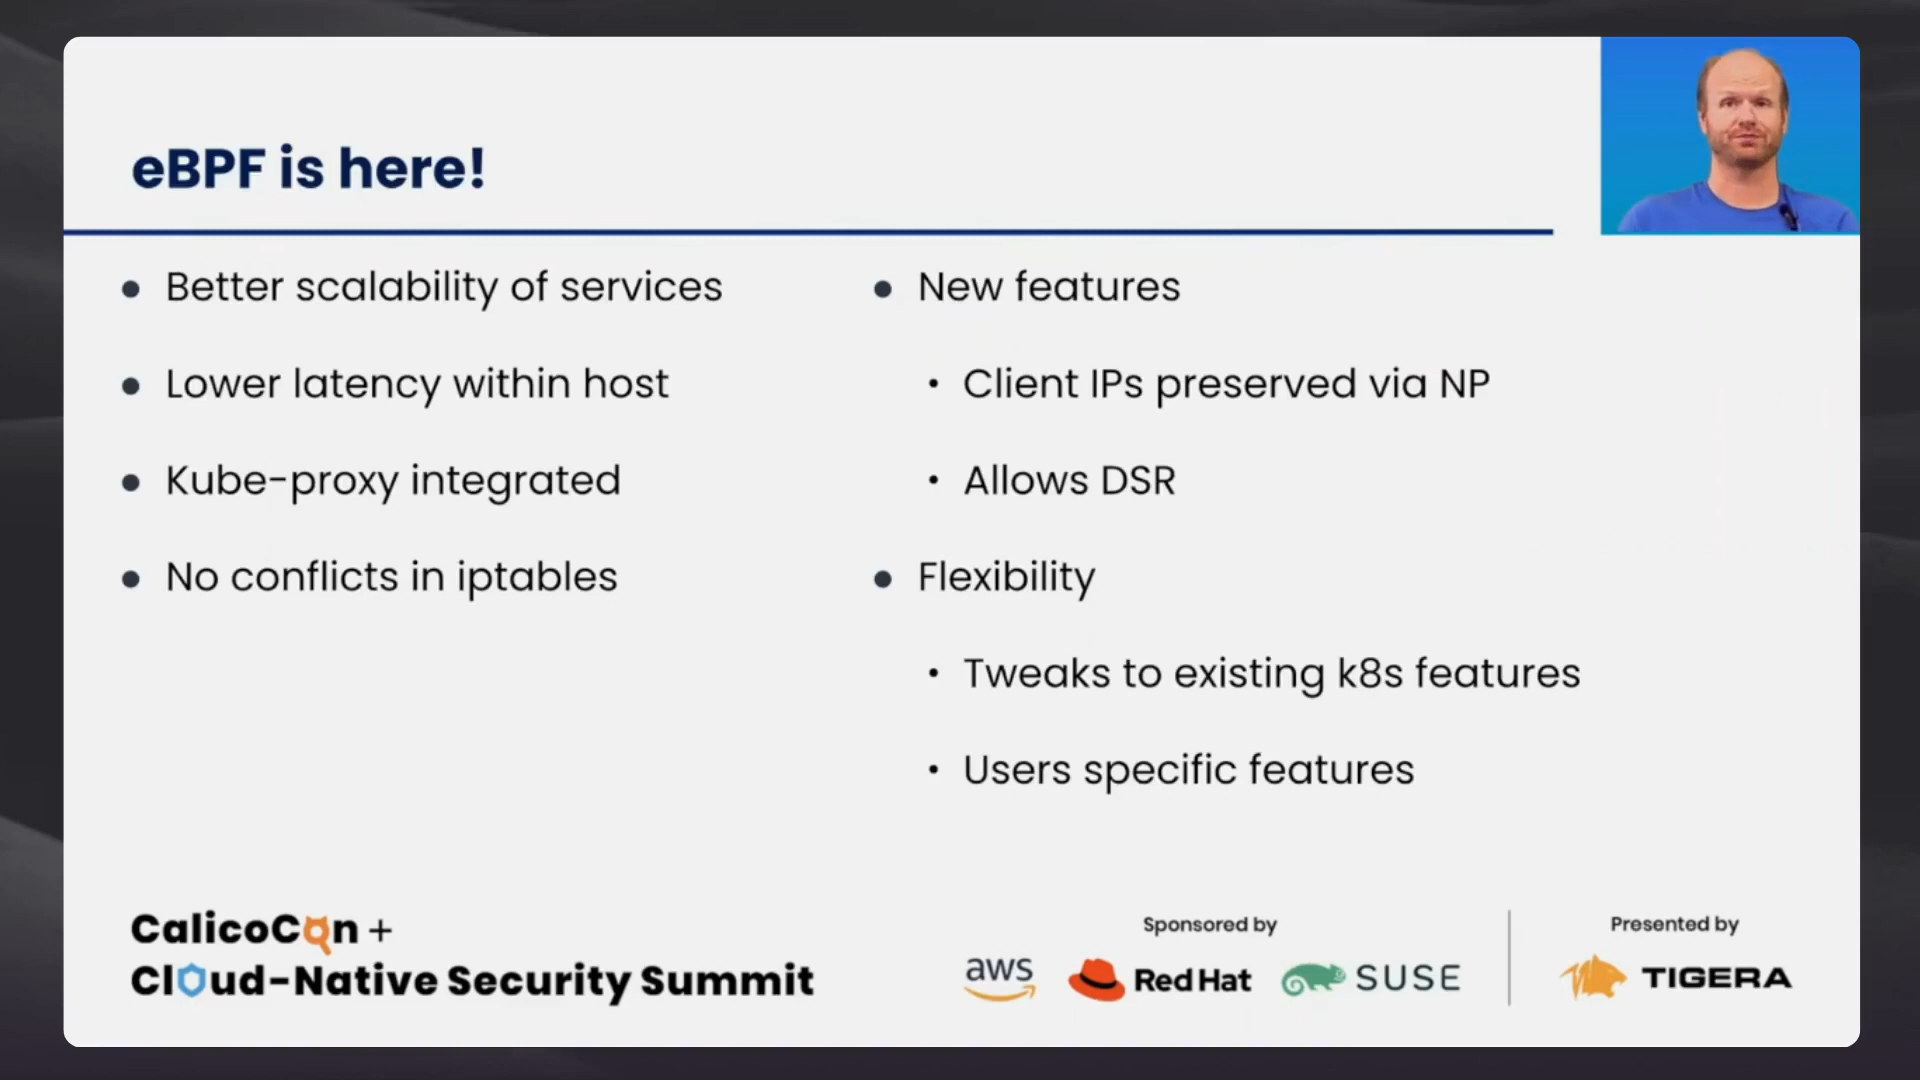 eBPF is here!
Better scalability of services
Lower latency within host
Kube-proxy integrated
No conflicts in iptables
New features
Client IPs preserved via NP
Allows DSR
Flexibility
Tweaks to existing k8s features
Users specific features
CalicoCon +
Cloud-Native Security Summit
Sponsored by
aws
Red Hat
SUSE
Presented by
TIGERA